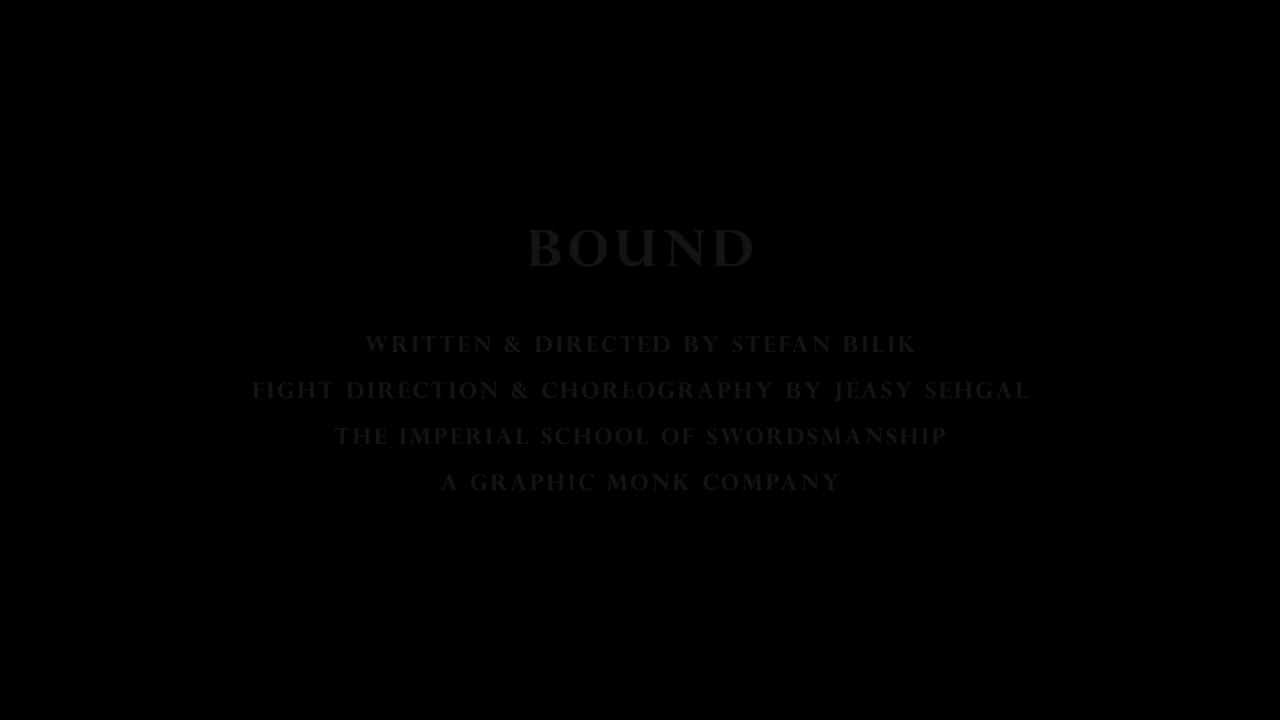 BOUND
WRITTEN & DIRECTED BY STEFAN BILIK
FIGHT DIRECTION & CHOREOGRAPHY BY JEASY SEHGAL
THE IMPERIAL SCHOOL OF SWORDSMANSHIP
A GRAPHIC MONK COMPANY